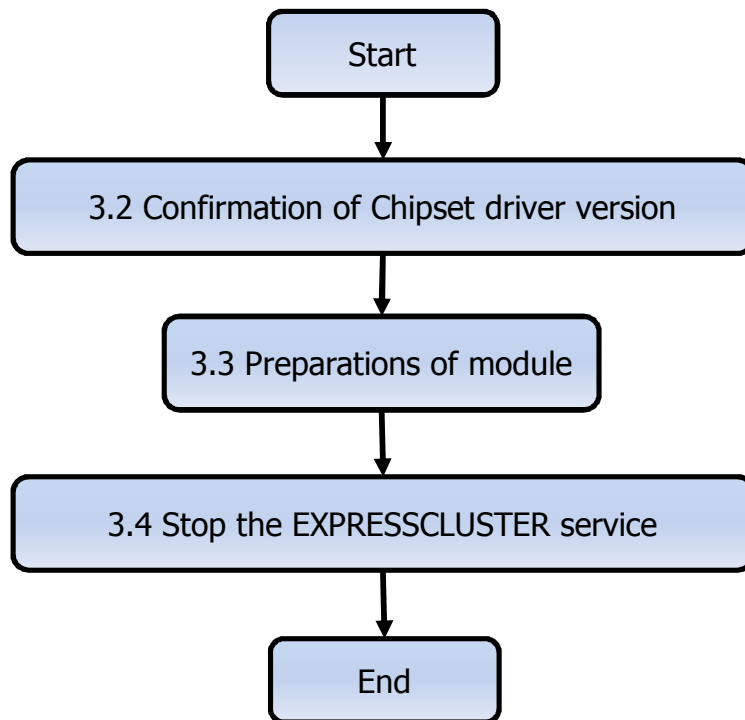 Start
3.2 Confirmation of Chipset driver version
3.3 Preparations of module
3.4 Stop the EXPRESSCLUSTER service
End